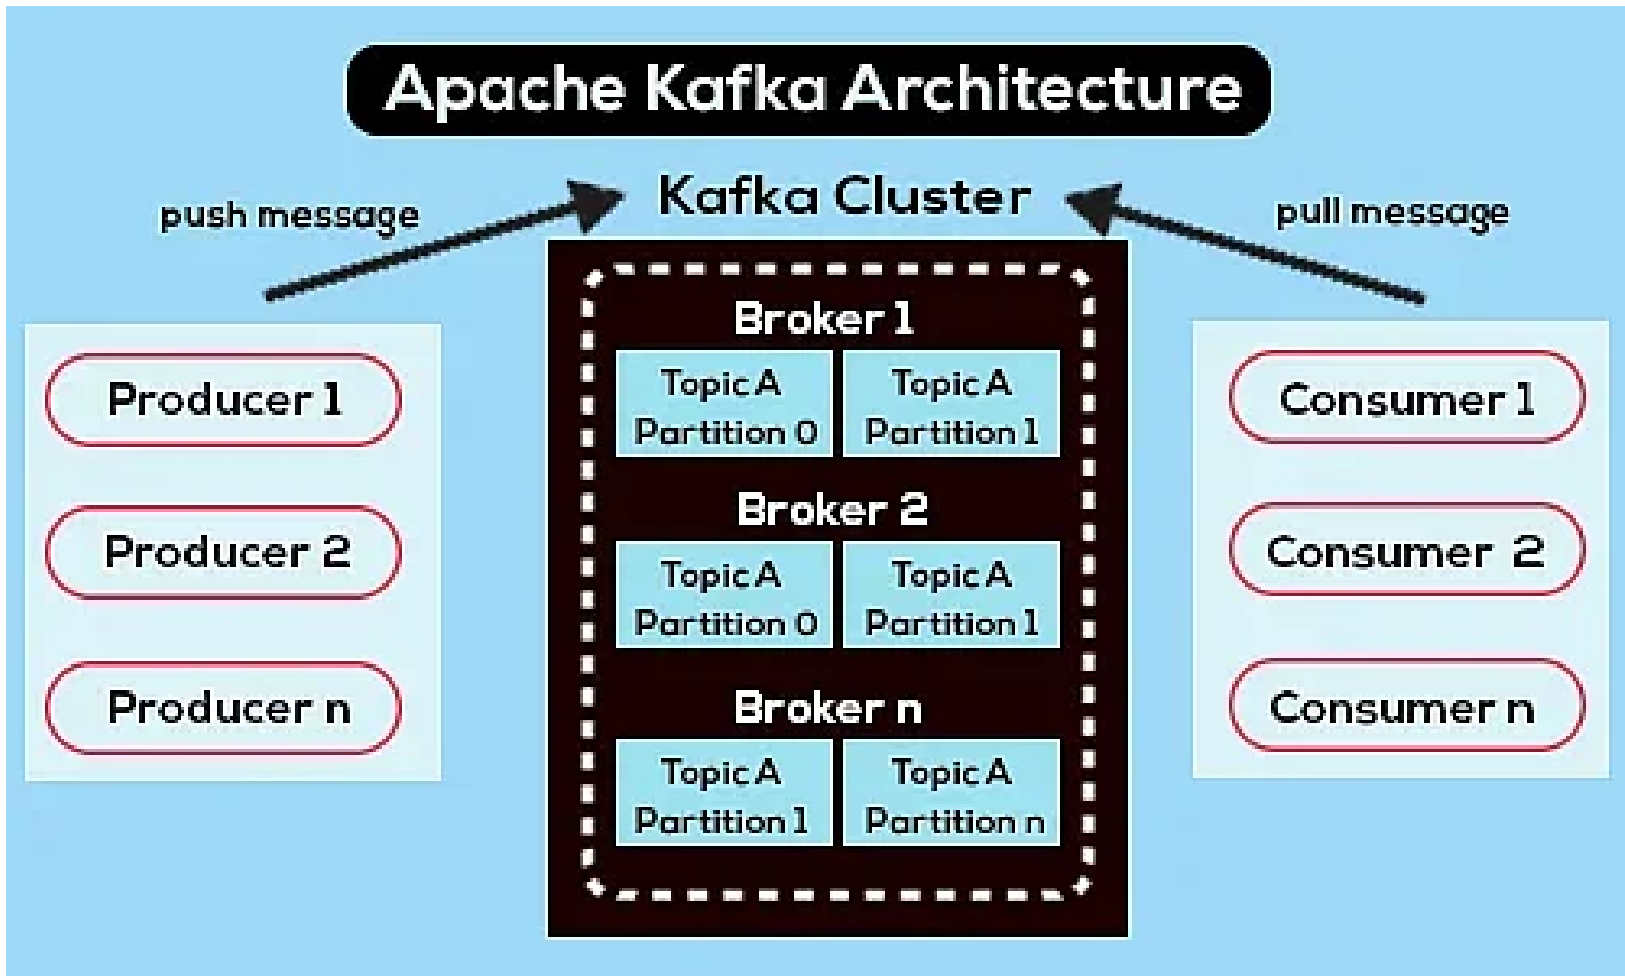 Apache Kafka Architecture
push message
Kafka Cluster
pull message
Producer 1
Producer 2
Producer n
Broker 1
Topic A
Partition 0
Topic A
Partition 1
Broker 2
Topic A
Partition 0
Topic A
Partition 1
Broker n
Topic A
Partition 1
Topic A
Partition n
Consumer 1
Consumer 2
Consumer n